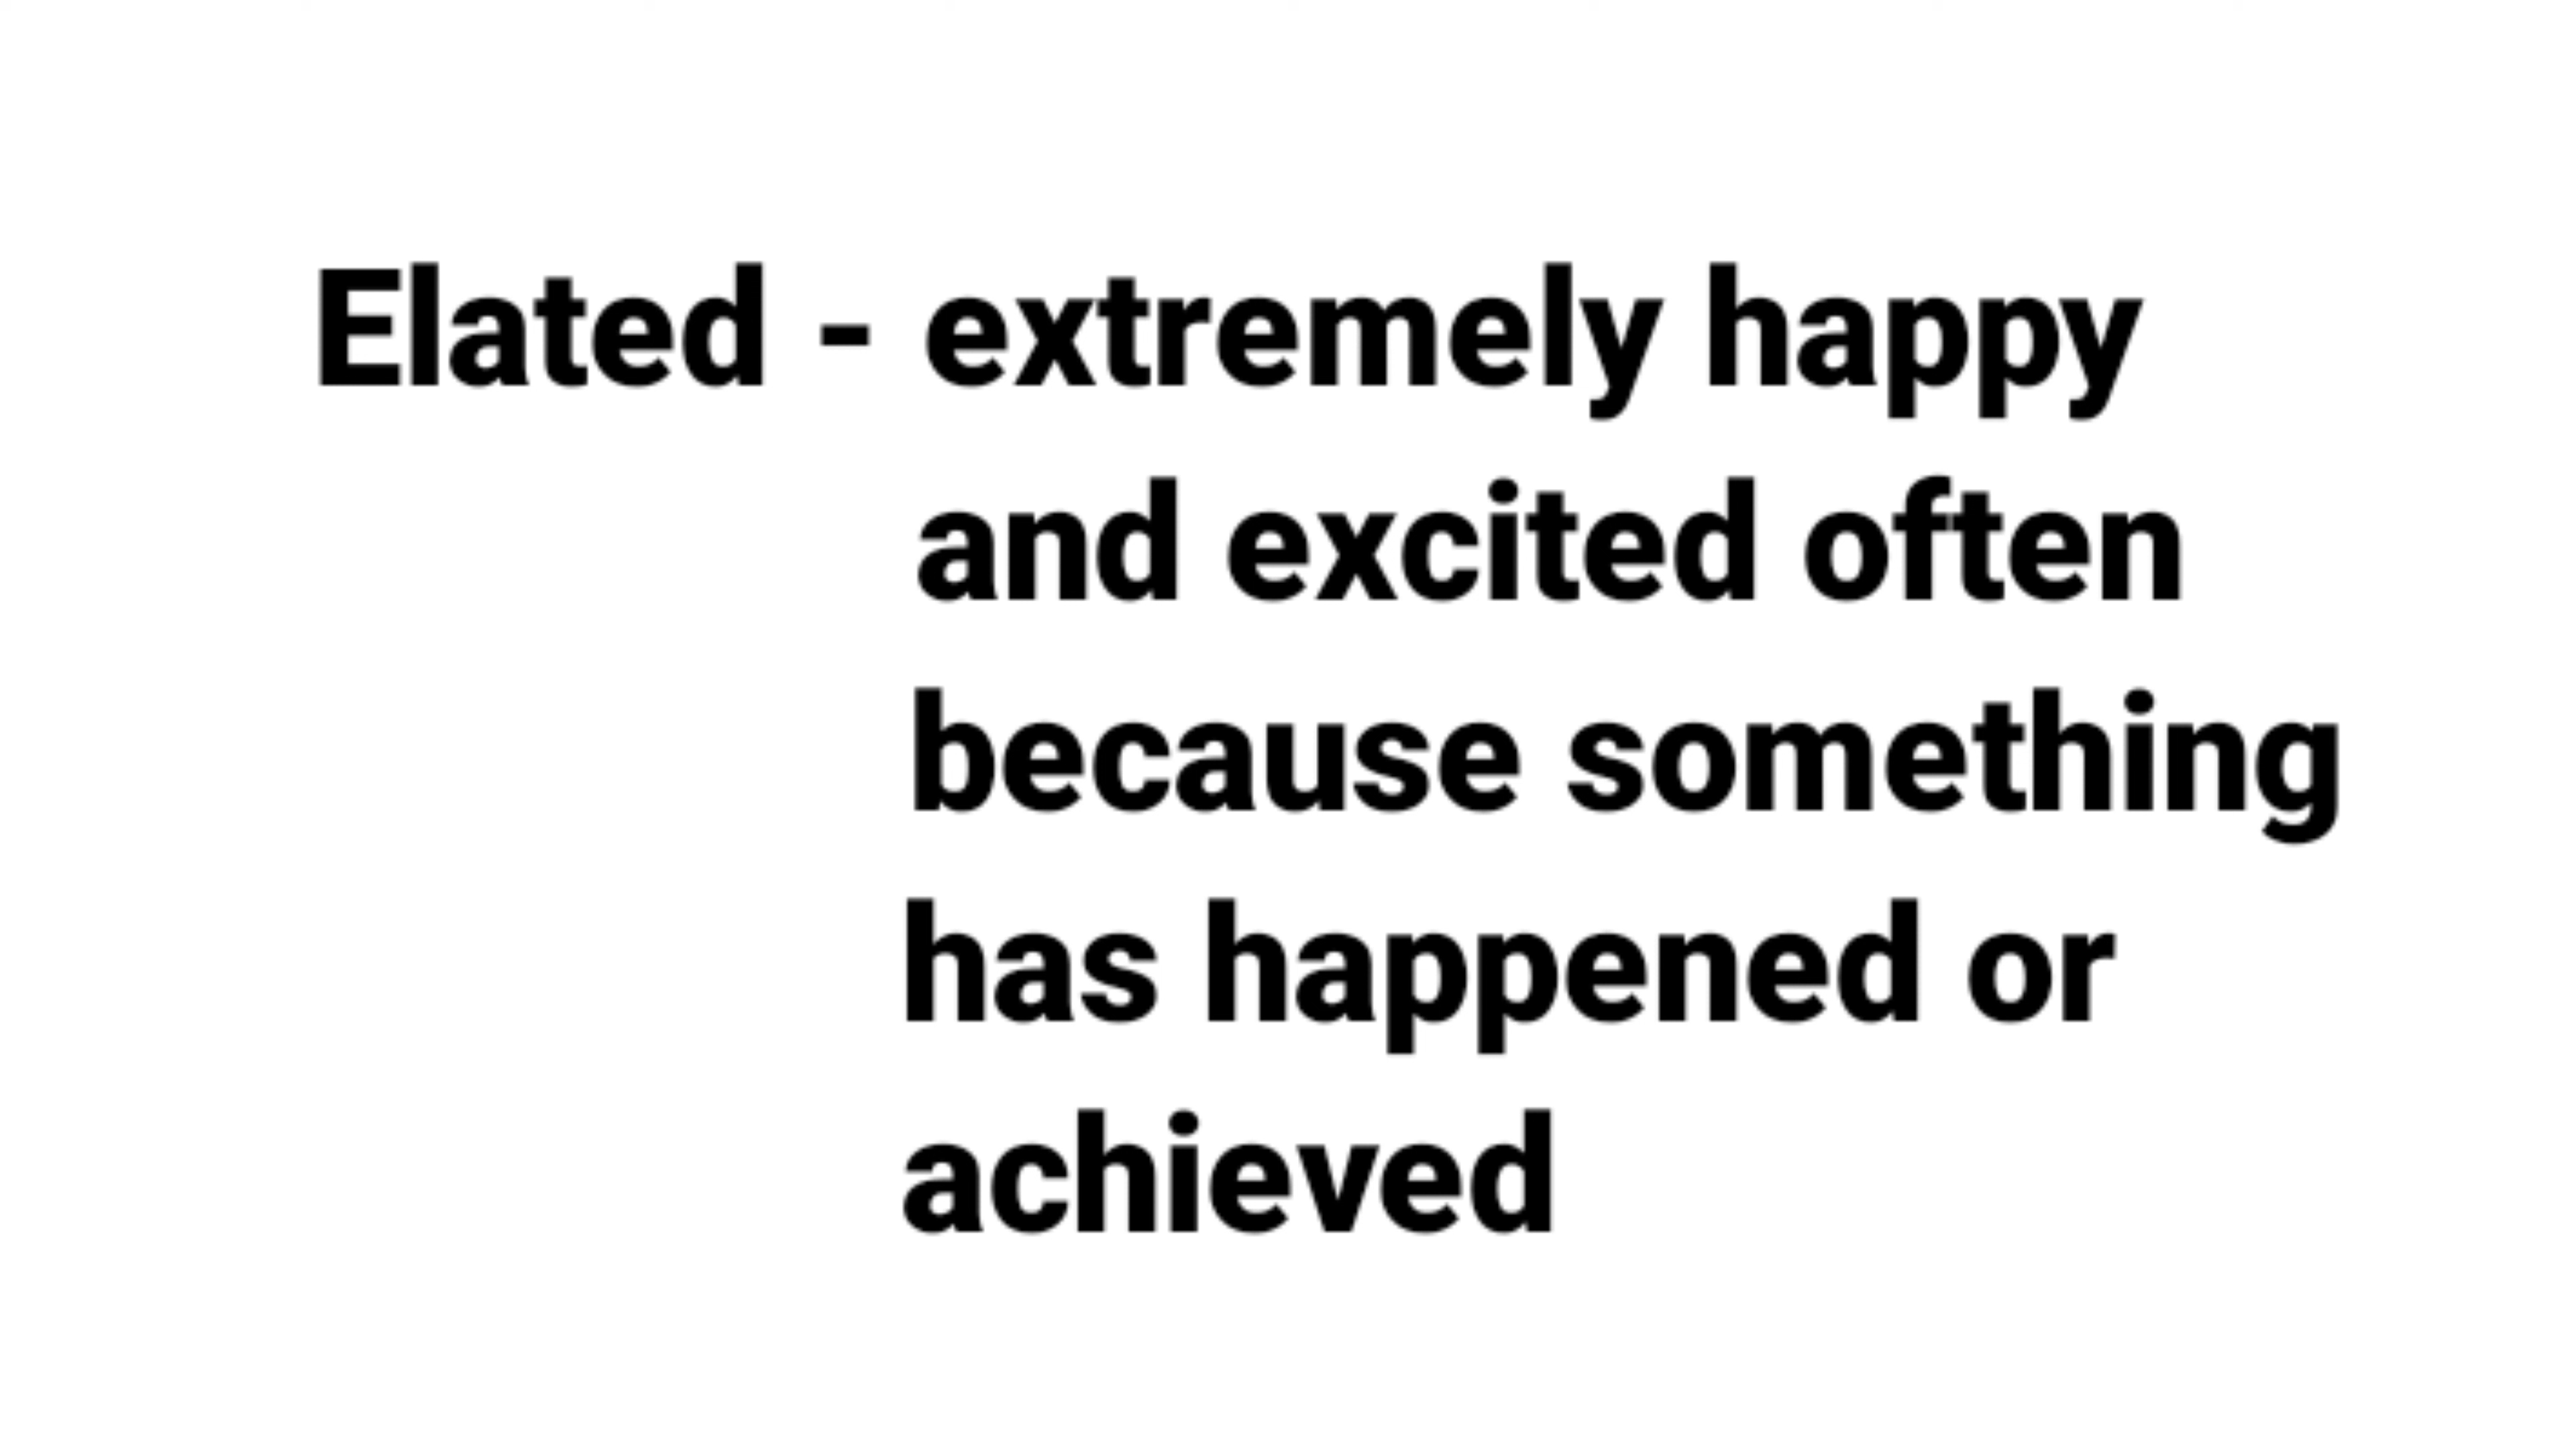 Elated - extremely happy
and excited often
because something
has happened or
achieved